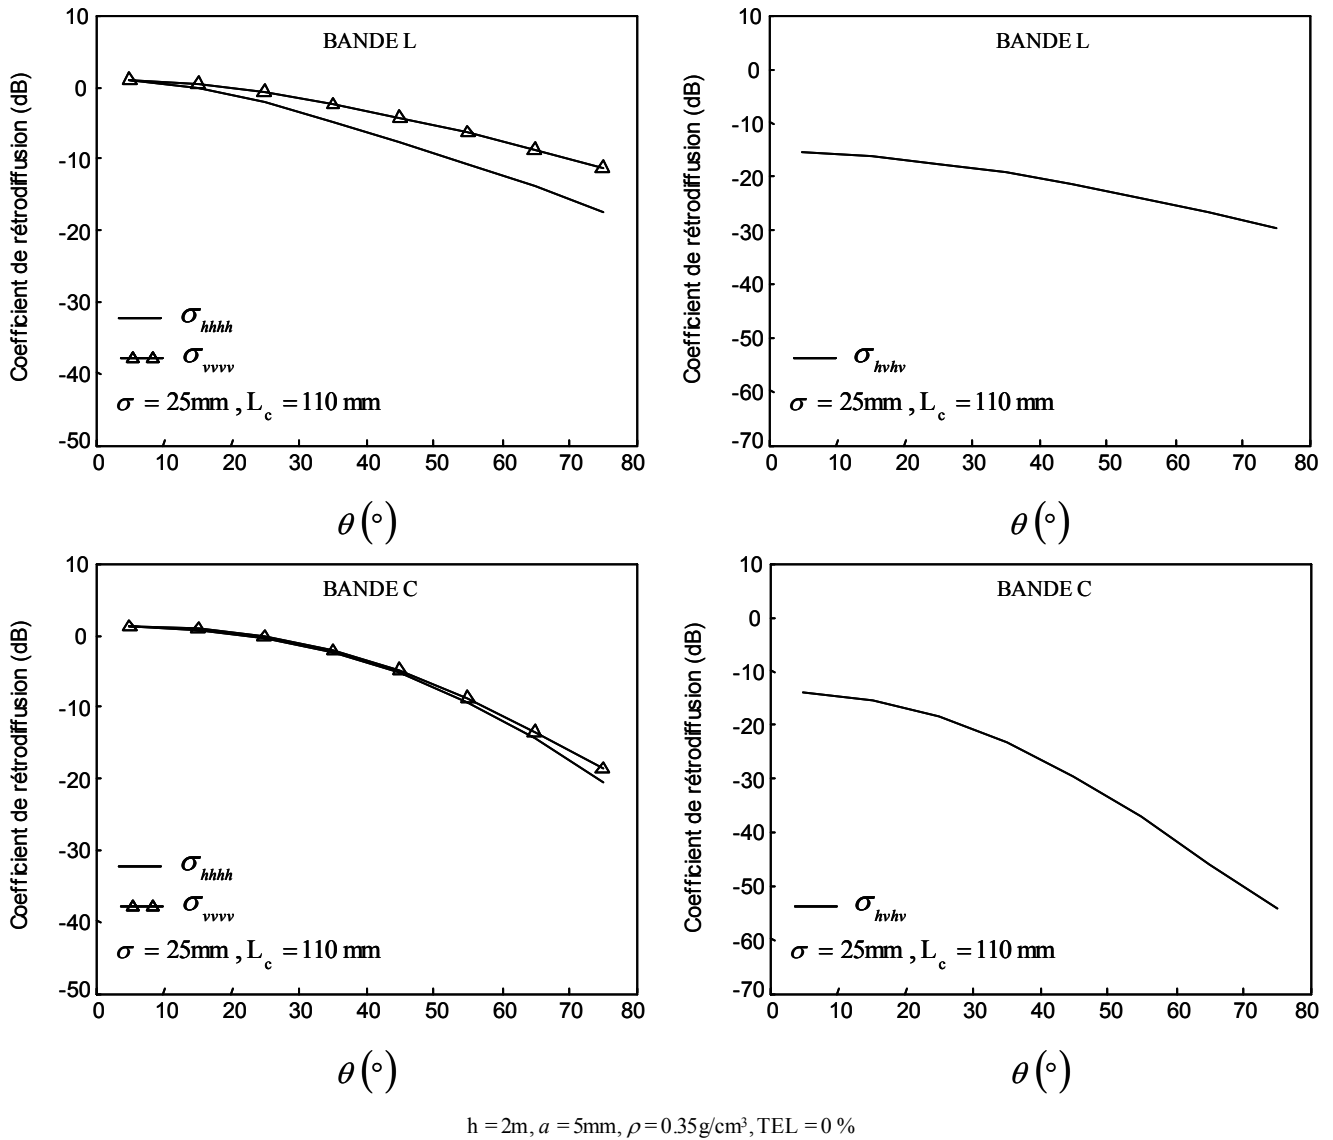 10
0
-10
-20
-30
-40
-50
Coefficient de rétrodiffusion (dB)
BANDE L
σhhhh
σvvvv
σ = 25mm , Lc = 110 mm
0 10 20 30 40 50 60 70 80
θ (°)
10
0
-10
-20
-30
-40
-50
-60
-70
Coefficient de rétrodiffusion (dB)
BANDE L
σhvhv
σ = 25mm , Lc = 110 mm
0 10 20 30 40 50 60 70 80
θ (°)
10
0
-10
-20
-30
-40
-50
Coefficient de rétrodiffusion (dB)
BANDE C
σhhhh
σvvvv
σ = 25mm , Lc = 110 mm
0 10 20 30 40 50 60 70 80
θ (°)
10
0
-10
-20
-30
-40
-50
-60
-70
Coefficient de rétrodiffusion (dB)
BANDE C
σhvhv
σ = 25mm , Lc = 110 mm
0 10 20 30 40 50 60 70 80
θ (°)
h = 2m, a = 5mm, ρ = 0.35g/cm³, TEL = 0 %